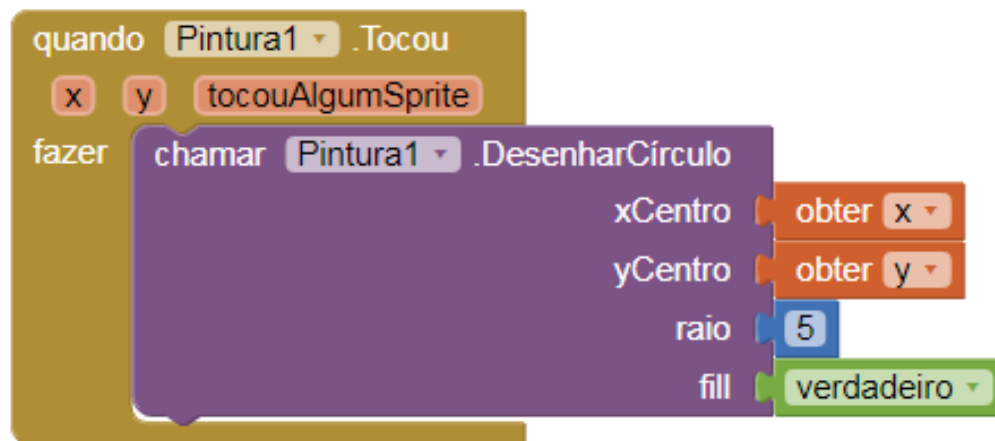 quando Pintura1 .Tocou
x y tocouAlgumSprite
fazer chamar Pintura1 .DesenharCírculo
xCentro obter x
yCentro obter y
raio 5
fill verdadeiro